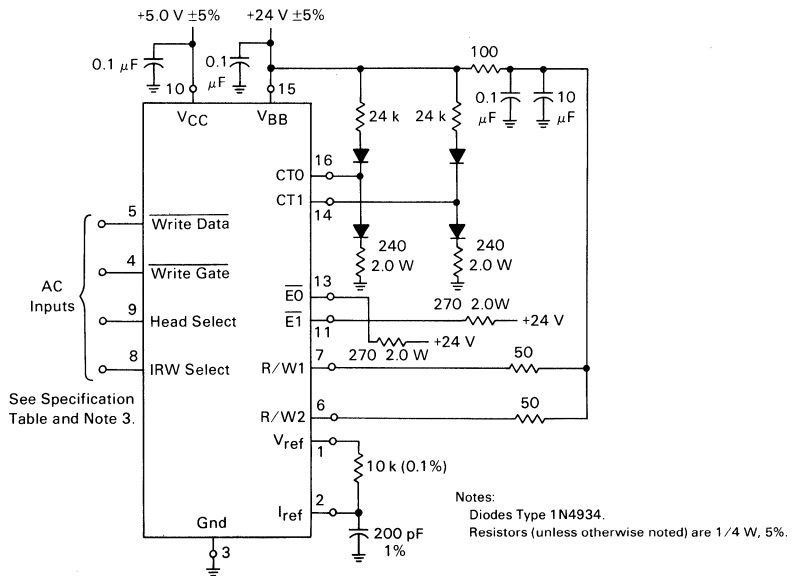 +5.0 V ±5%
+24 V ±5%
0.1 μF
0.1 μF
10
15
VCC
VBB
100
24 k
24 k
0.1 μF
10 μF
16
CT0
CT1
14
5
Write Data
4
Write Gate
AC Inputs
9
Head Select
8
IRW Select
See Specification
Table and Note 3.
240
2.0 W
240
2.0 W
13
E0
E1
11
270 2.0W
+24 V
+24 V
270 2.0 W
7
R/W1
50
6
R/W2
50
Vref
1
10 k (0.1%)
2
Iref
200 pF
1%
Gnd
3
Notes:
Diodes Type 1N4934.
Resistors (unless otherwise noted) are 1/4 W, 5%.